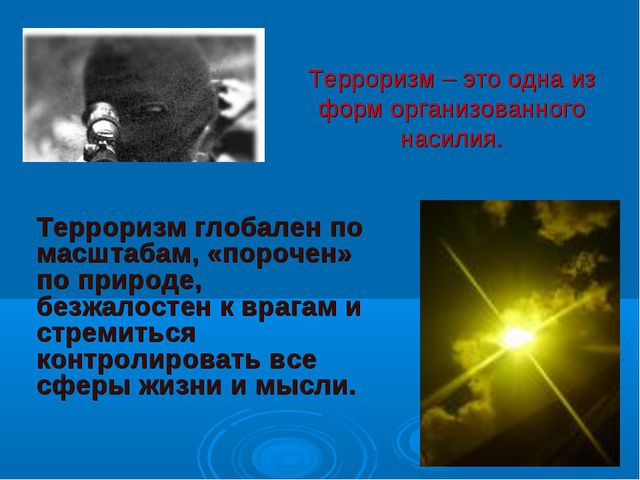 Терроризм – это одна из
форм организованного
насилия.
Терроризм глобален по
масштабам, «порочен»
по природе,
безжалостен к врагам и
стремиться
контролировать все
сферы жизни и мысли.